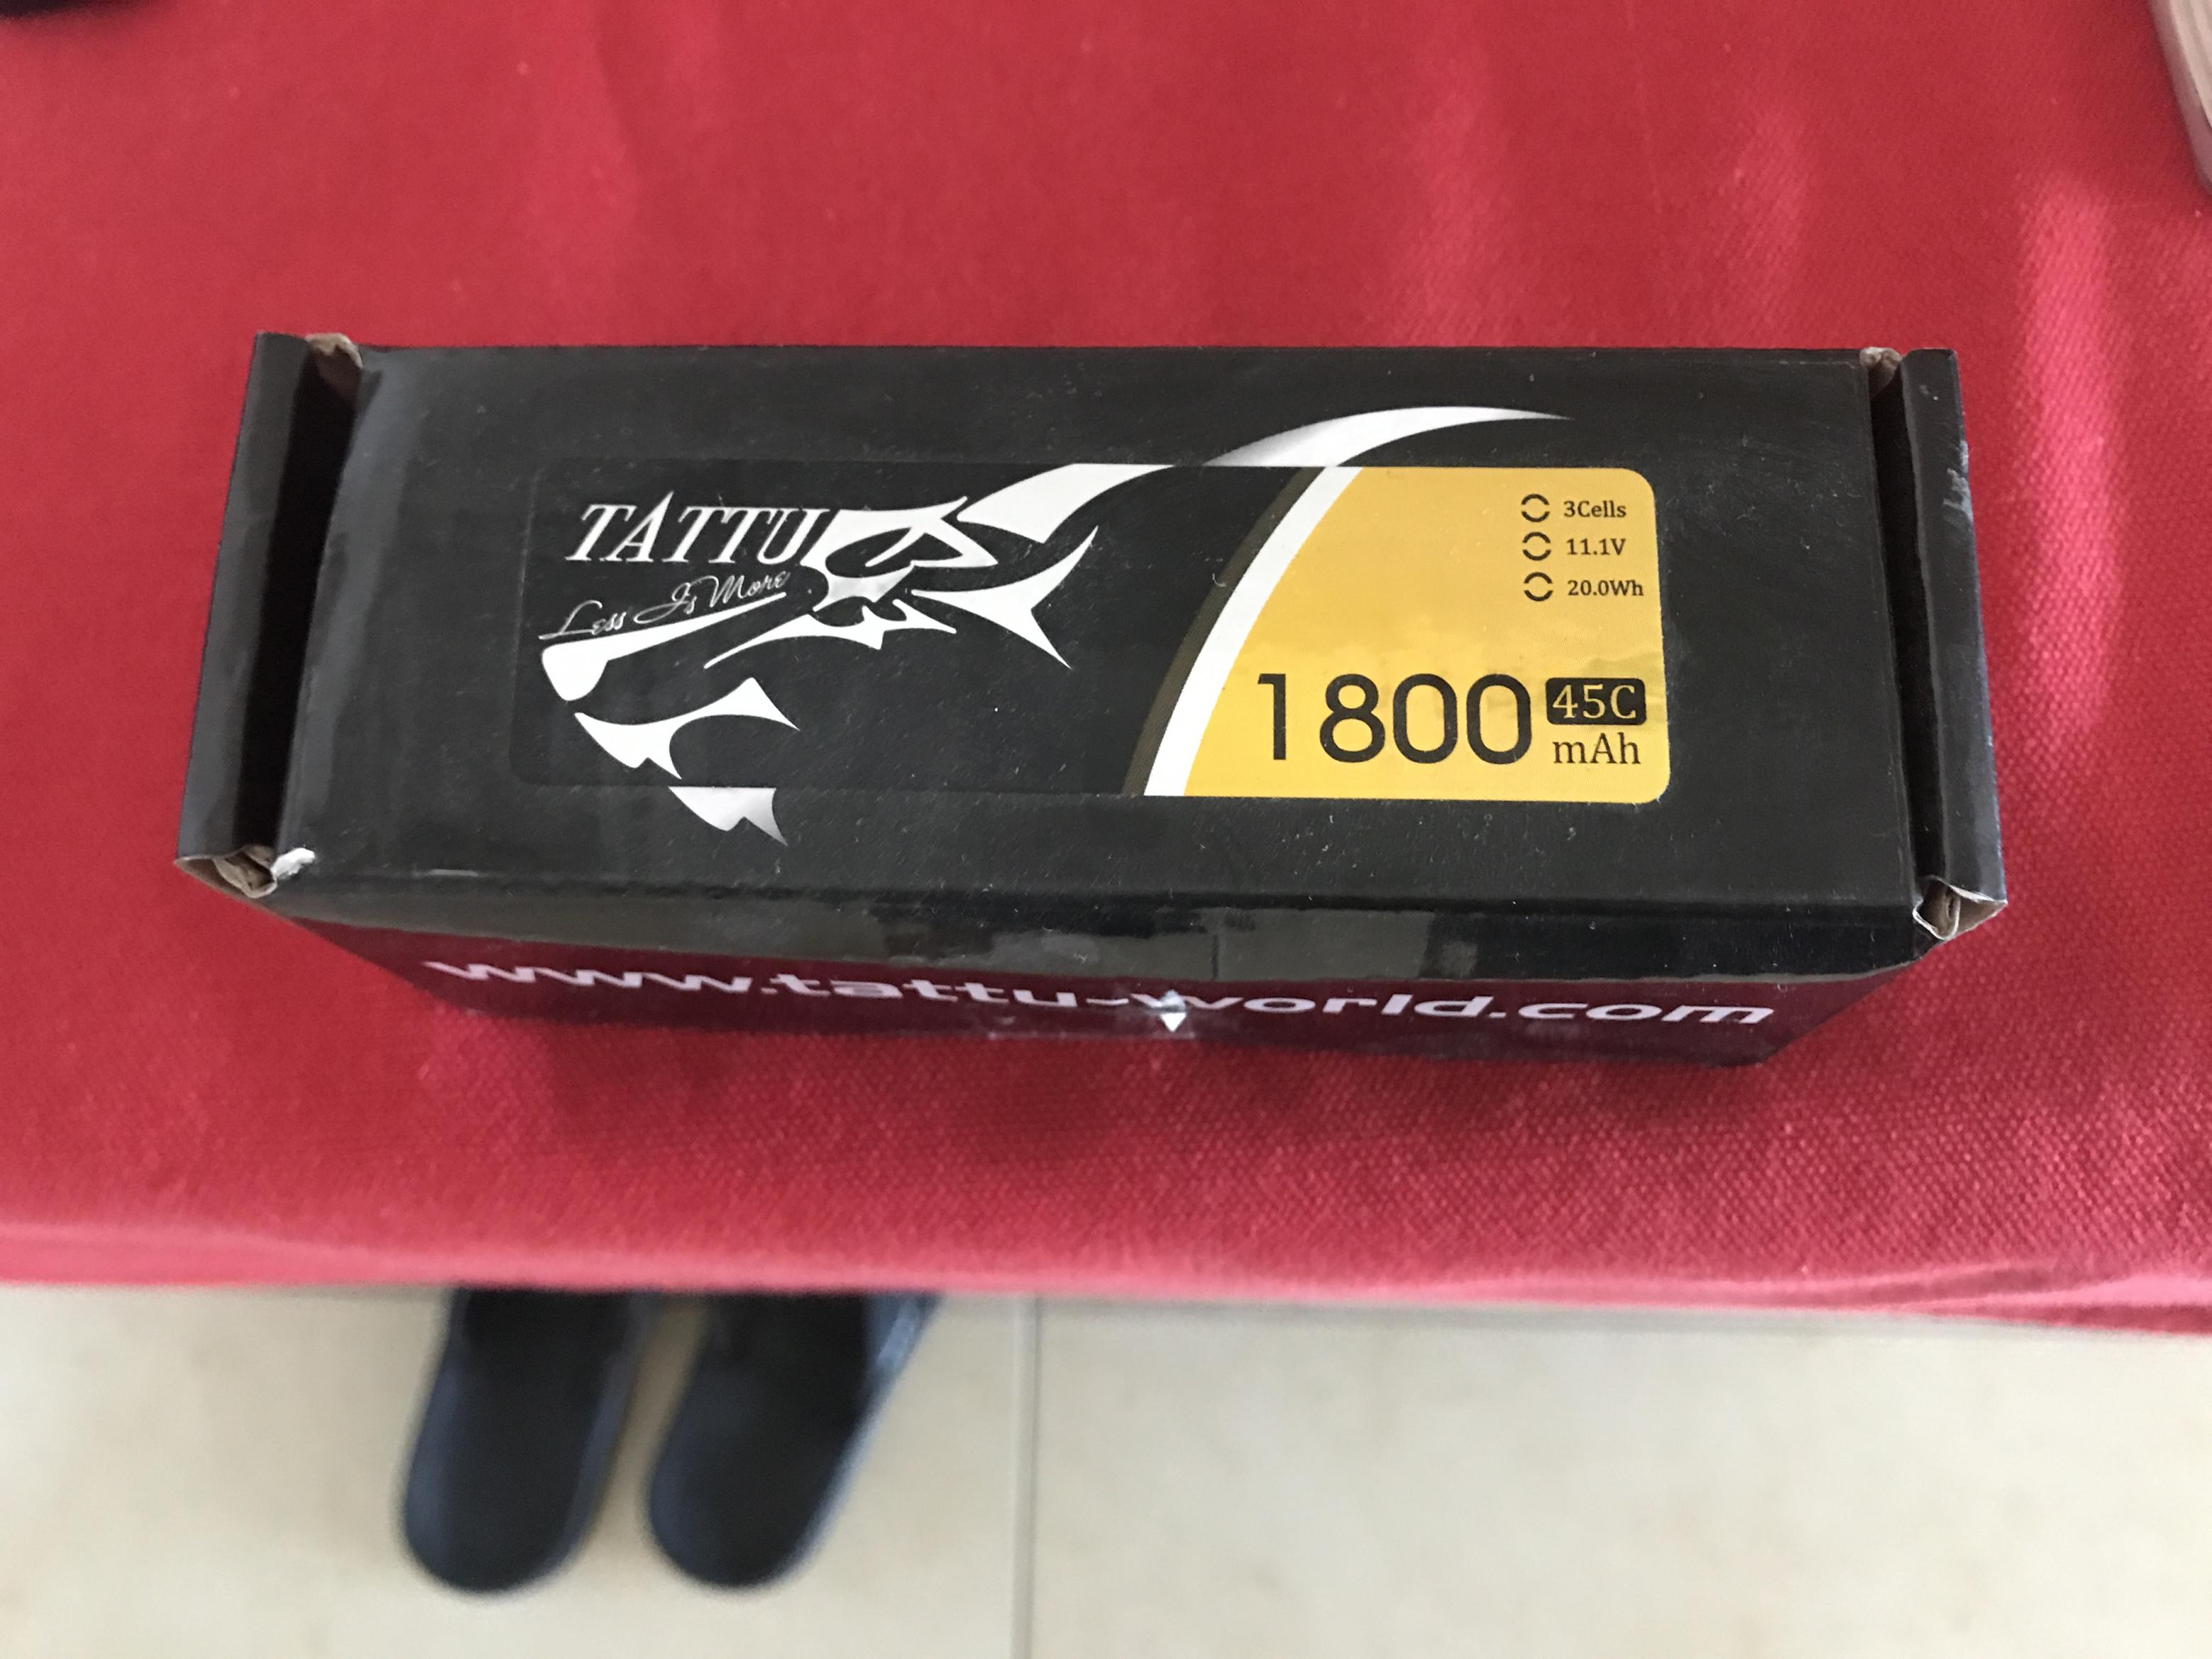 TATTU
Less Is More
3Cells
11.1V
20.0Wh
1800 45C
mAh
www.tattu-world.com